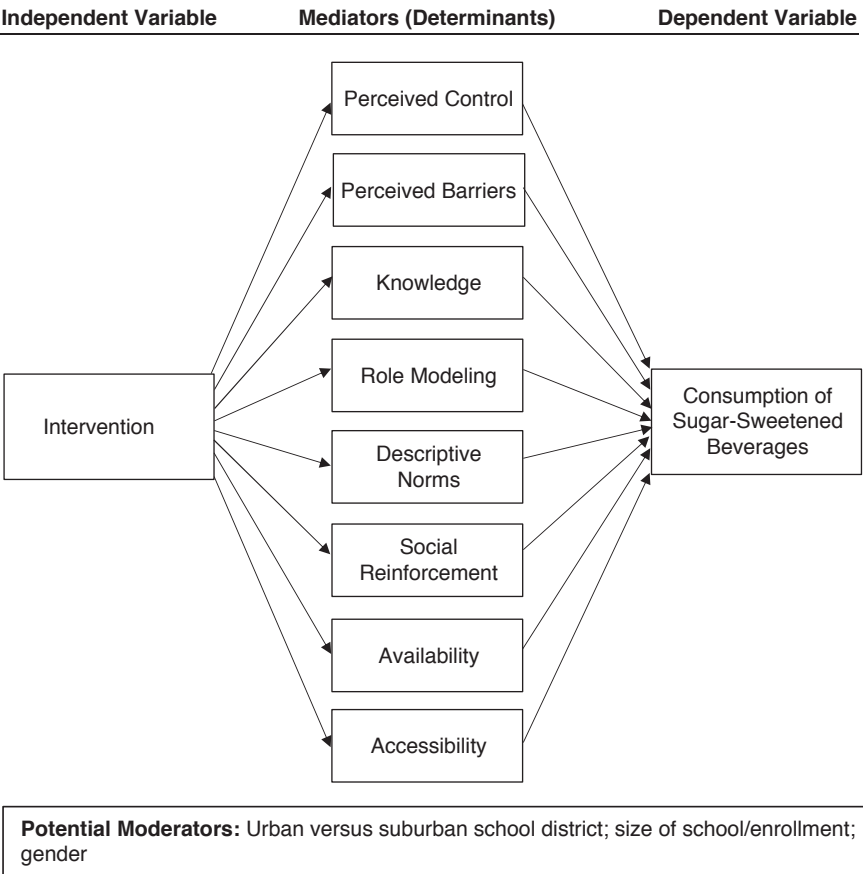 Independent Variable Mediators (Determinants) Dependent Variable
Perceived Control
Perceived Barriers
Knowledge
Role Modeling
Descriptive
Norms
Social
Reinforcement
Availability
Accessibility
Intervention
Consumption of
Sugar-Sweetened
Beverages
Potential Moderators: Urban versus suburban school district; size of school/enrollment;
gender